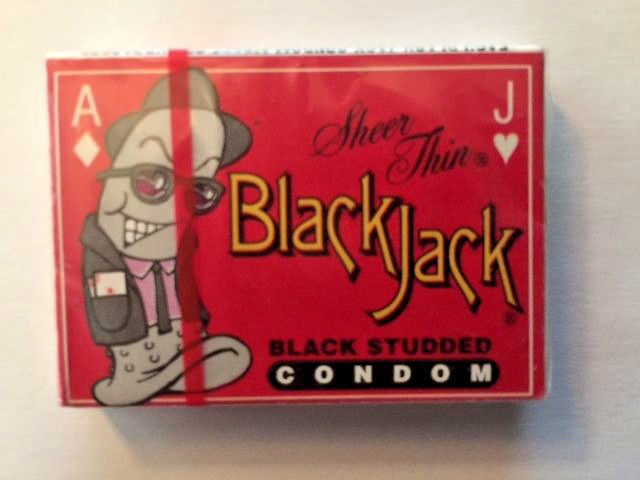 A
J
Sheer
Thin®
BlackJack®
BLACK STUDDED
CONDOM